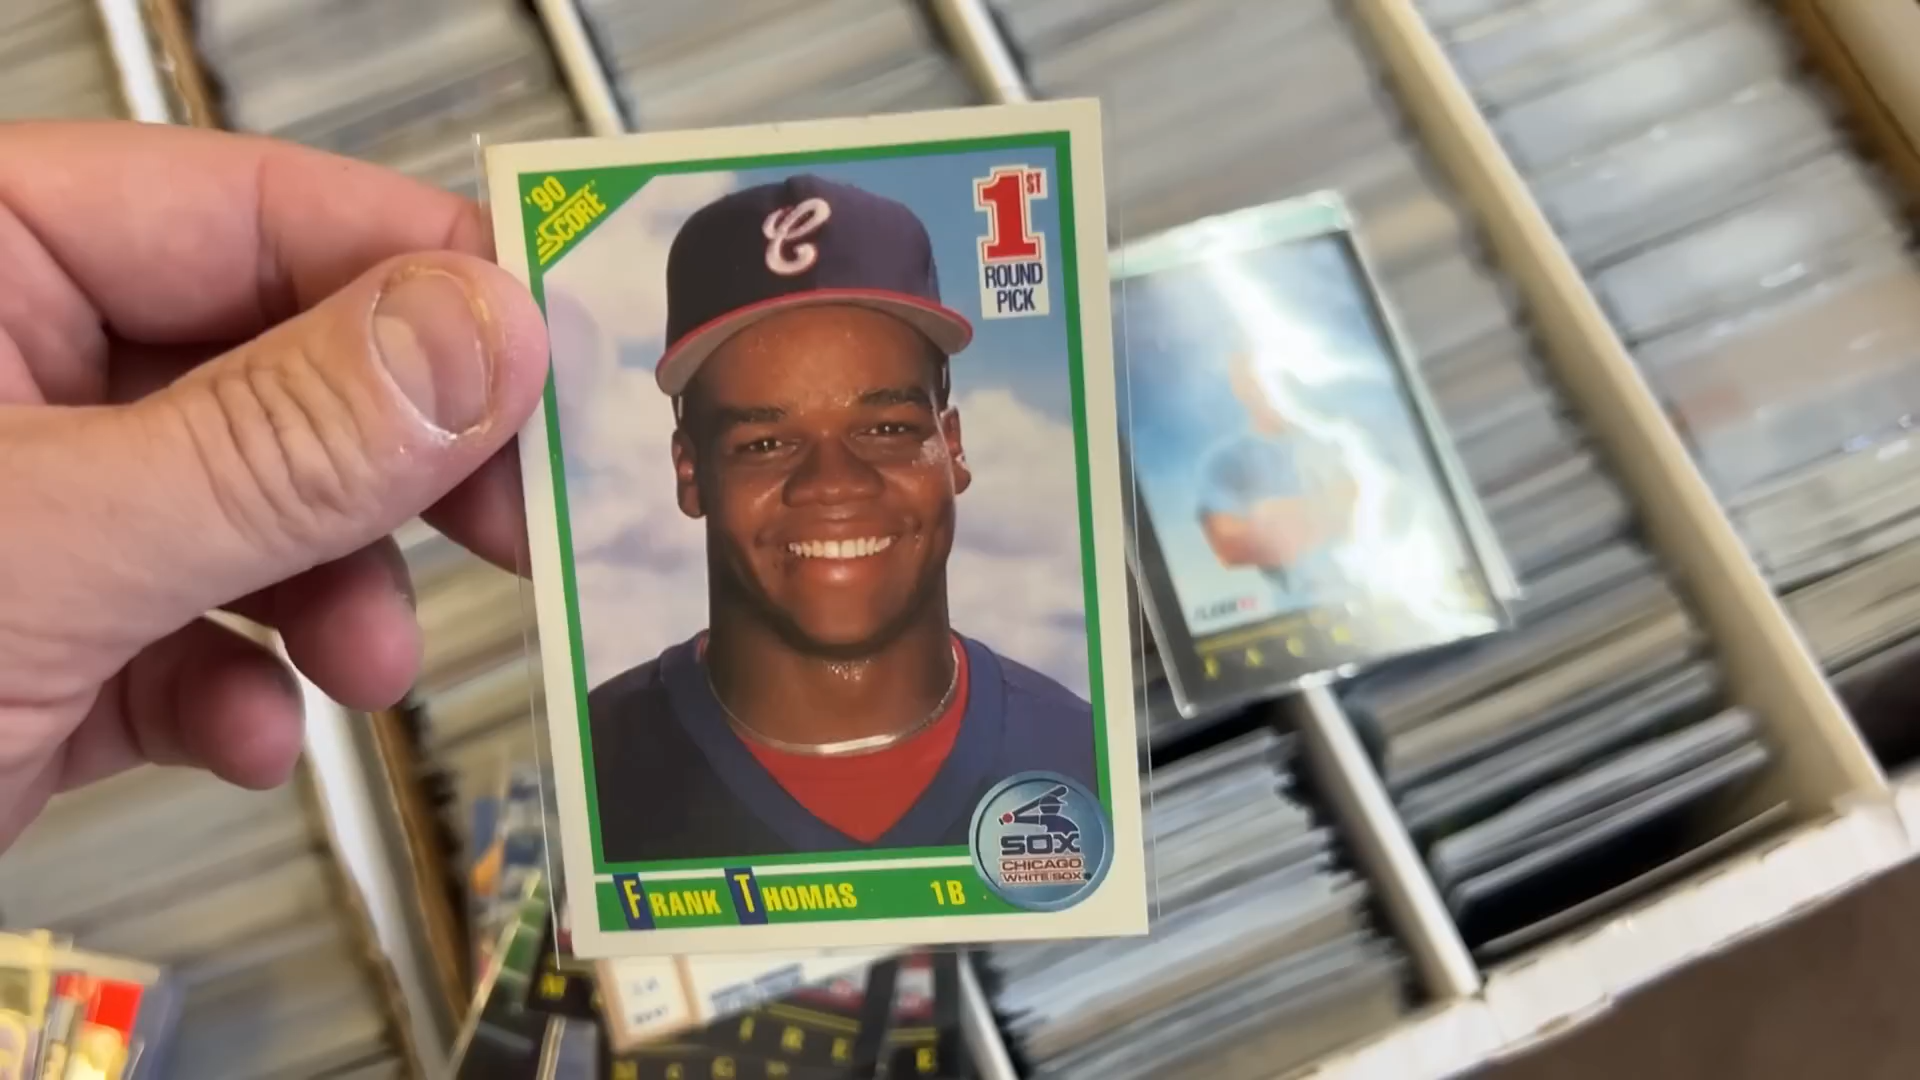 '90
SCORE
1ST
ROUND
PICK
C
SOX
CHICAGO
WHITE SOX
FRANK THOMAS 1B